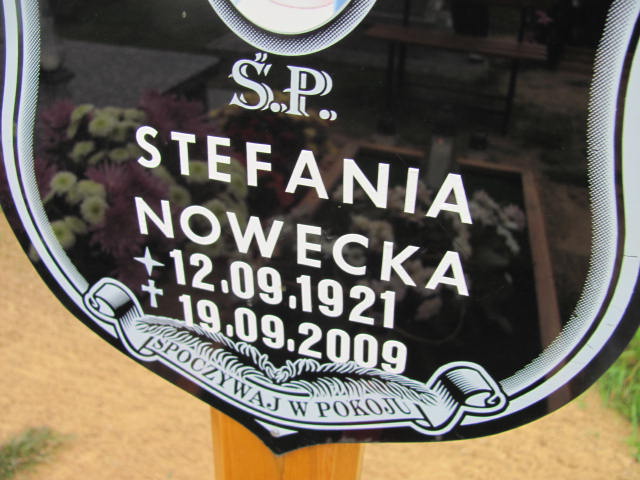 Ś.P.
STEFANIA
NOWECKA
12.09.1921
✝ 19.09.2009
SPOCZYWAJ W POKOJU